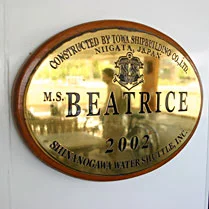 CONSTRUCTED BY TOWA SHIPBUILDING CO., LTD.
NIIGATA, JAPAN
M.S. BEATRICE
2002
SHINANOGAWA WATER SHUTTLE, INC.